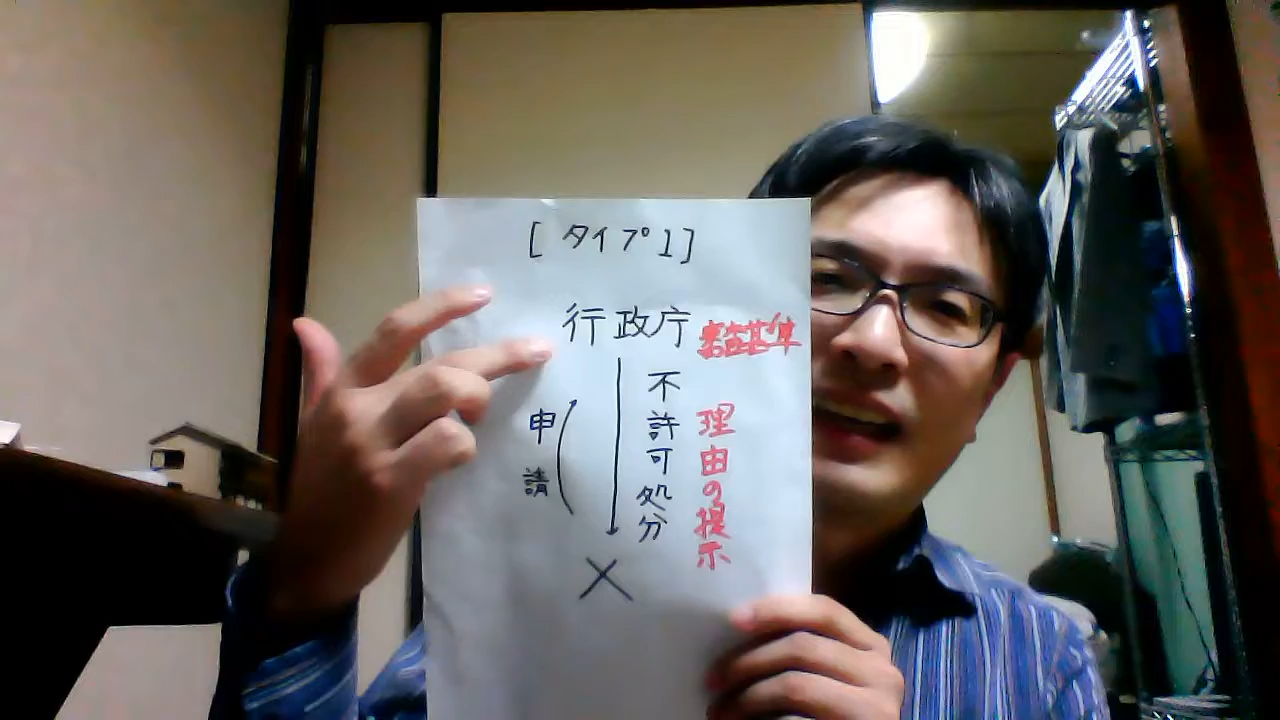 [タイプ1]
行政庁
審査基準
申請
不許可処分
理由の提示
X